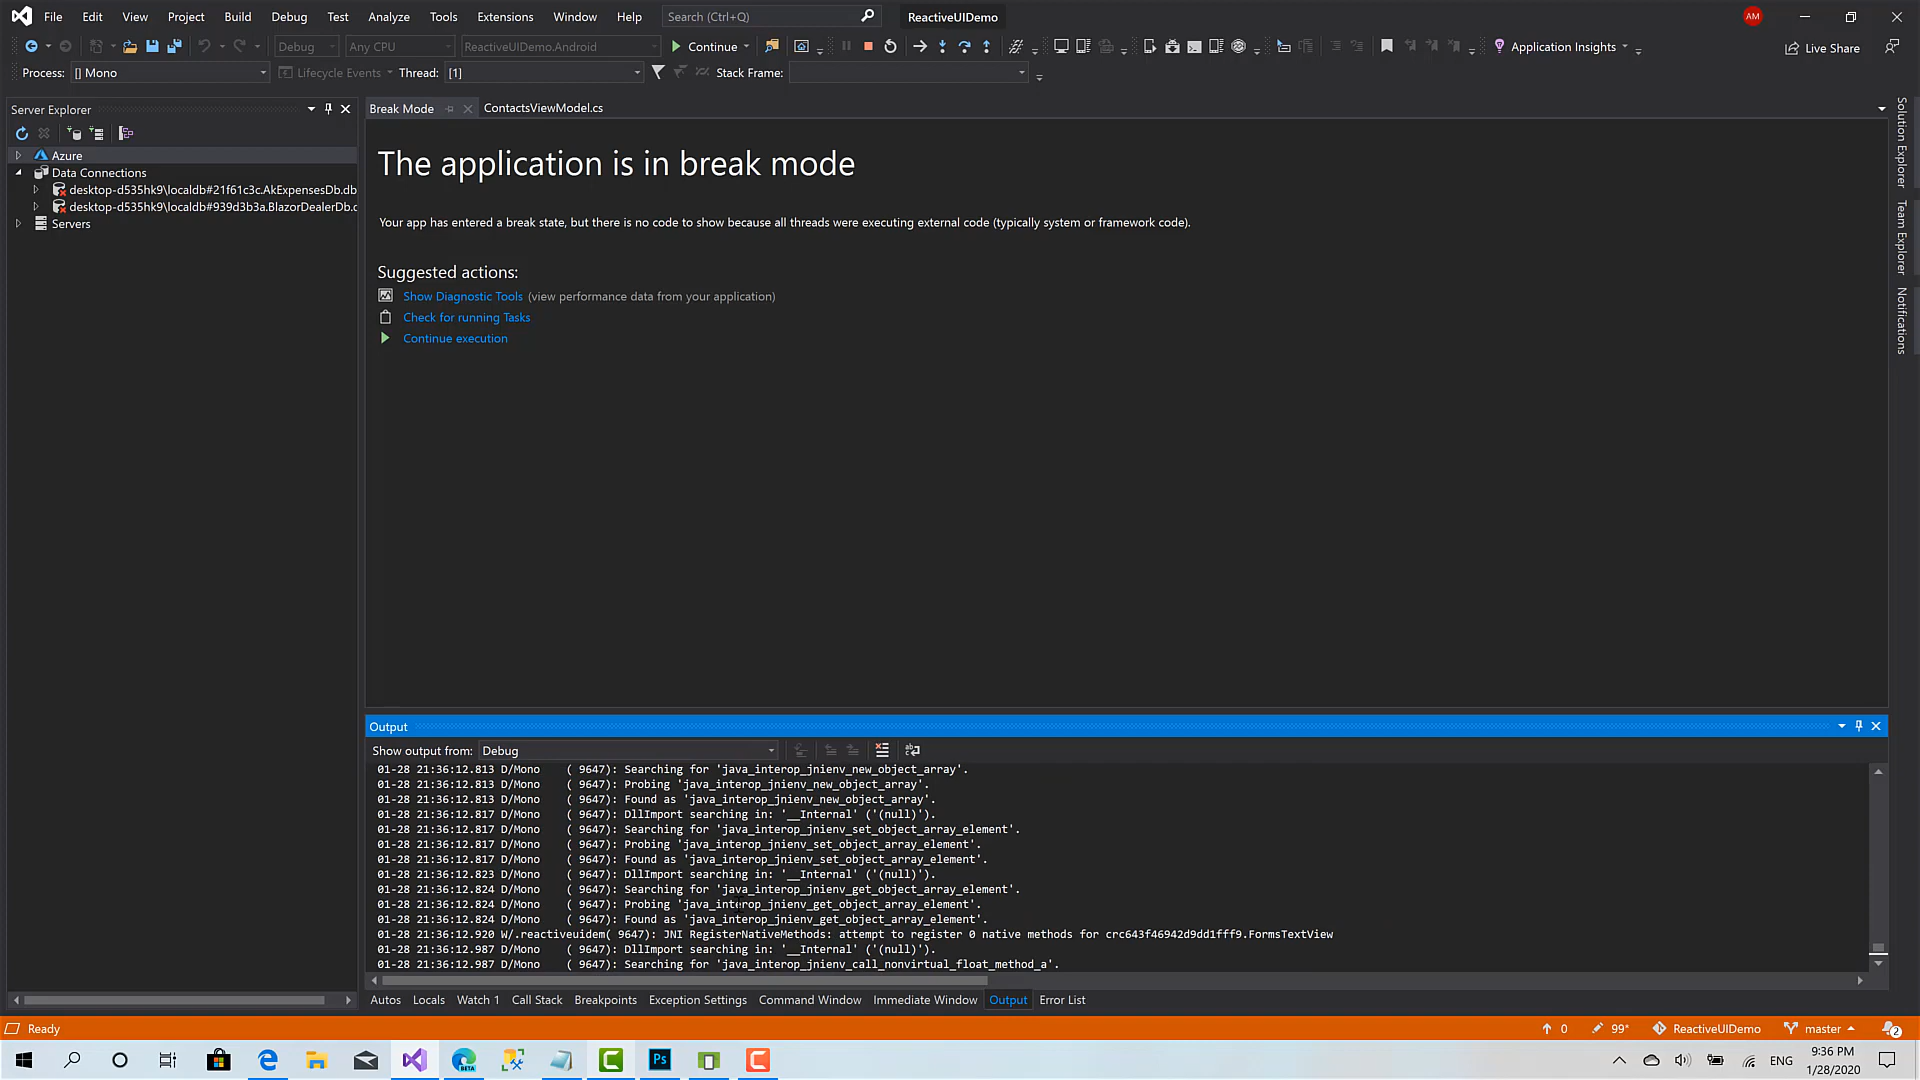 File Edit View Project Build Debug Test Analyze Tools Extensions Window Help Search (Ctrl+Q) ReactiveUIDemo AM
Debug Any CPU ReactiveUIDemo.Android Continue Application Insights Live Share
Process: [] Mono Lifecycle Events Thread: [1] Stack Frame:
Server Explorer
Azure
Data Connections
desktop-d535hk9\localdb#21f61c3c.AkExpensesDb.db
desktop-d535hk9\localdb#939d3b3a.BlazorDealerDb.d
Servers
Break Mode ContactsViewModel.cs
The application is in break mode
Your app has entered a break state, but there is no code to show because all threads were executing external code (typically system or framework code).
Suggested actions:
Show Diagnostic Tools (view performance data from your application)
Check for running Tasks
Continue execution
Solution Explorer
Team Explorer
Notifications
Output
Show output from: Debug
01-28 21:36:12.813 D/Mono ( 9647): Searching for 'java_interop_jnienv_new_object_array'.
01-28 21:36:12.813 D/Mono ( 9647): Probing 'java_interop_jnienv_new_object_array'.
01-28 21:36:12.813 D/Mono ( 9647): Found as 'java_interop_jnienv_new_object_array'.
01-28 21:36:12.817 D/Mono ( 9647): DllImport searching in: '__Internal' ('(null)').
01-28 21:36:12.817 D/Mono ( 9647): Searching for 'java_interop_jnienv_set_object_array_element'.
01-28 21:36:12.817 D/Mono ( 9647): Probing 'java_interop_jnienv_set_object_array_element'.
01-28 21:36:12.817 D/Mono ( 9647): Found as 'java_interop_jnienv_set_object_array_element'.
01-28 21:36:12.823 D/Mono ( 9647): DllImport searching in: '__Internal' ('(null)').
01-28 21:36:12.824 D/Mono ( 9647): Searching for 'java_interop_jnienv_get_object_array_element'.
01-28 21:36:12.824 D/Mono ( 9647): Probing 'java_interop_jnienv_get_object_array_element'.
01-28 21:36:12.824 D/Mono ( 9647): Found as 'java_interop_jnienv_get_object_array_element'.
01-28 21:36:12.920 W/.reactiveuidem( 9647): JNI RegisterNativeMethods: attempt to register 0 native methods for crc643f46942d9dd1fff9.FormsTextView
01-28 21:36:12.987 D/Mono ( 9647): DllImport searching in: '__Internal' ('(null)').
01-28 21:36:12.987 D/Mono ( 9647): Searching for 'java_interop_jnienv_call_nonvirtual_float_method_a'.
Autos Locals Watch 1 Call Stack Breakpoints Exception Settings Command Window Immediate Window Output Error List
Ready 0 99* ReactiveUIDemo master 2
BETA Ps ENG 9:36 PM
1/28/2020